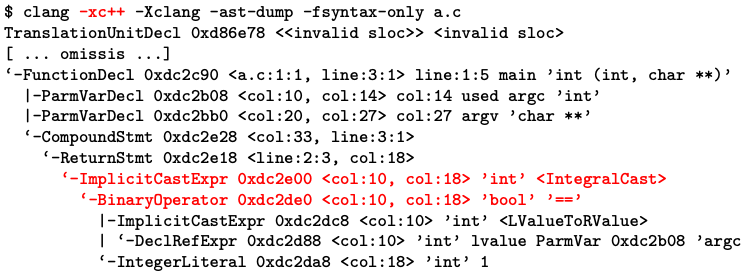 $ clang -xc++ -Xclang -ast-dump -fsyntax-only a.c
TranslationUnitDecl 0xd86e78 <<invalid sloc>> <invalid sloc>
[ ... omissis ...]
‘-FunctionDecl 0xdc2c90 <a.c:1:1, line:3:1> line:1:5 main ’int (int, char **)’
|-ParmVarDecl 0xdc2b08 <col:10, col:14> col:14 used argc ’int’
|-ParmVarDecl 0xdc2bb0 <col:20, col:27> col:27 argv ’char **’
‘-CompoundStmt 0xdc2e28 <col:33, line:3:1>
‘-ReturnStmt 0xdc2e18 <line:2:3, col:18>
‘-ImplicitCastExpr 0xdc2e00 <col:10, col:18> ’int’ <IntegralCast>
‘-BinaryOperator 0xdc2de0 <col:10, col:18> ’bool’ ’==’
|-ImplicitCastExpr 0xdc2dc8 <col:10> ’int’ <LValueToRValue>
| ‘-DeclRefExpr 0xdc2d88 <col:10> ’int’ lvalue ParmVar 0xdc2b08 ’argc
‘-IntegerLiteral 0xdc2da8 <col:18> ’int’ 1